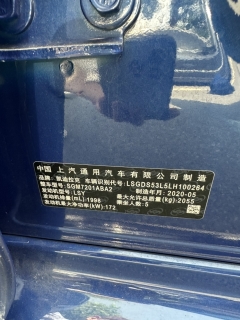 中国 上汽通用汽车有限公司制造
品牌：凯迪拉克 车辆识别代号：LSGDS53L5LH100264
整车型号：SGM7201ABA2 制造年月：2020-05
发动机型号：LSY 最大允许总质量(kg)：2055
发动机排量(mL)：1998 乘坐人数：5
发动机最大净功率(kW)：172